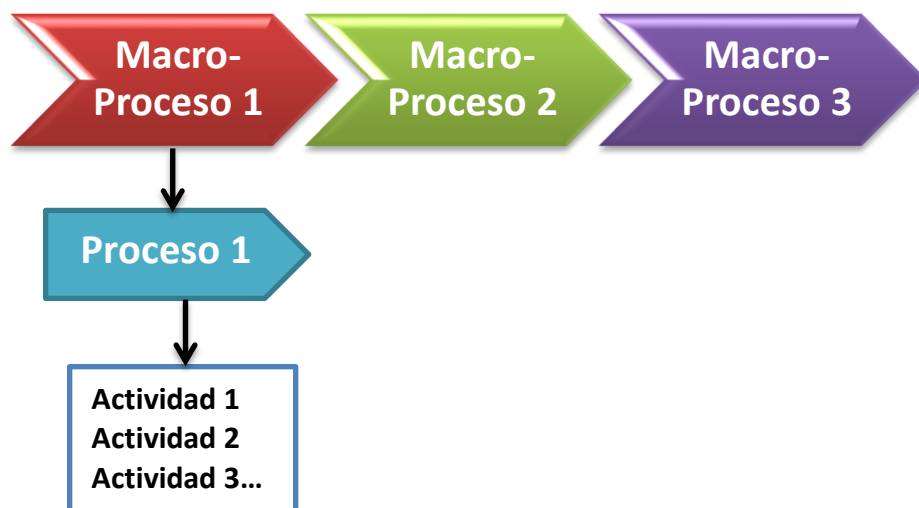 Macro-
Proceso 1
Macro-
Proceso 2
Macro-
Proceso 3
Proceso 1
Actividad 1
Actividad 2
Actividad 3...